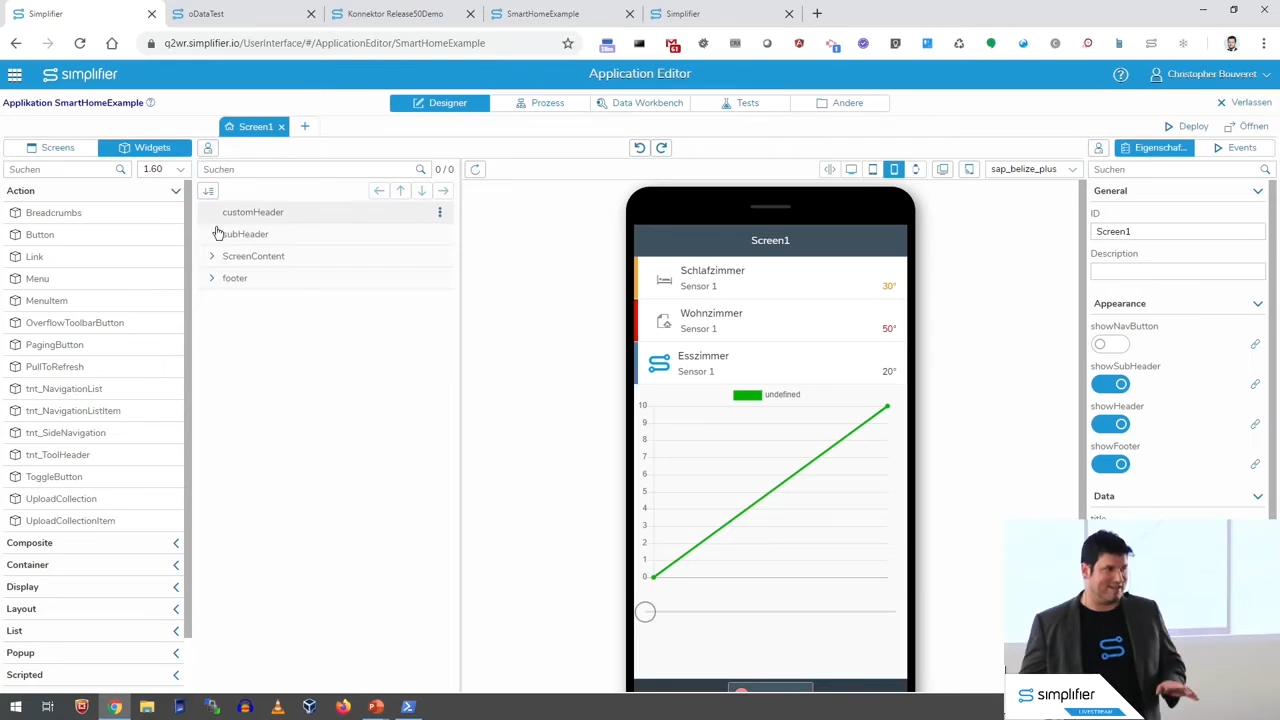 Simplifier
oDataTest
Konnektor Release50Demo
SmartHomeExample
Simplifier
q2wr.simplifier.io/UserInterface/#/ApplicationEditor/SmartHomeExample
simplifier
Application Editor
Christopher Bouveret
Applikation SmartHomeExample
Designer
Prozess
Data Workbench
Tests
Andere
Verlassen
Screen1
Deploy
Öffnen
Screens
Widgets
Eigenschaf...
Events
Suchen
1.60
Suchen
0 / 0
sap_belize_plus
Suchen
Action
Breadcrumbs
Button
Link
Menu
MenuItem
OverflowToolbarButton
PagingButton
PullToRefresh
tnt_NavigationList
tnt_NavigationListItem
tnt_SideNavigation
tnt_ToolHeader
ToggleButton
UploadCollection
UploadCollectionItem
Composite
Container
Display
Layout
List
Popup
Scripted
customHeader
subHeader
ScreenContent
footer
Screen1
Schlafzimmer
Sensor 1
30°
Wohnzimmer
Sensor 1
50°
Esszimmer
Sensor 1
20°
undefined
10
9
8
7
6
5
4
3
2
1
0
General
ID
Screen1
Description
Appearance
showNavButton
showSubHeader
showHeader
showFooter
Data
simplifier
LIVESTREAM